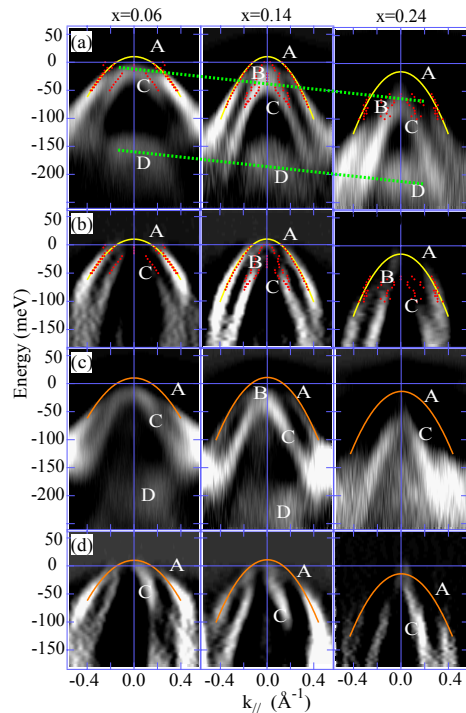 x=0.06 x=0.14 x=0.24
50 (a) A A A
0 B
-50 C C B
-100 C
-150
-200 D D D
50 (b) A A A
0
-50 C B B
-100 C C
-150
Energy (meV)
50 (c) A A A
0 B
-50 C C C
-100
-150
-200 D D
50 (d) A A A
0
-50 C C
-100 C
-150
-0.4 0.0 0.4 -0.4 0.0 0.4 -0.4 0.0 0.4
k// (Å-1)